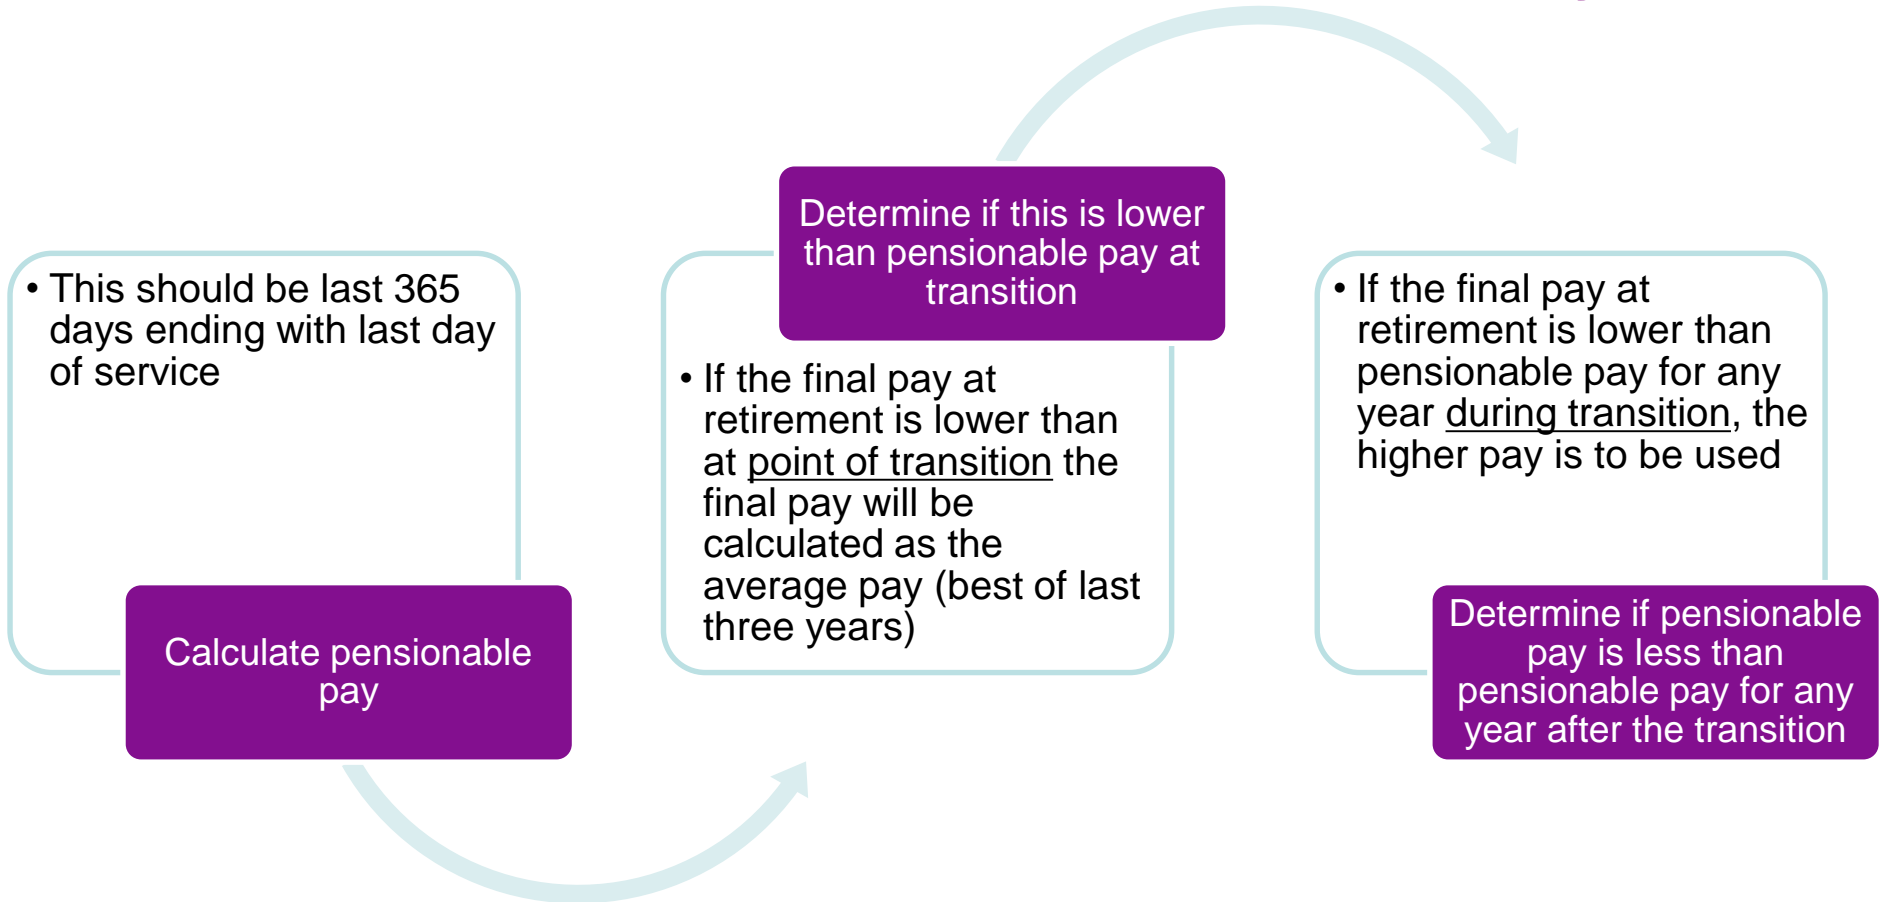 • This should be last 365
days ending with last day
of service
Calculate pensionable
pay
Determine if this is lower
than pensionable pay at
transition
• If the final pay at
retirement is lower than
at point of transition the
final pay will be
calculated as the
average pay (best of last
three years)
• If the final pay at
retirement is lower than
pensionable pay for any
year during transition, the
higher pay is to be used
Determine if pensionable
pay is less than
pensionable pay for any
year after the transition